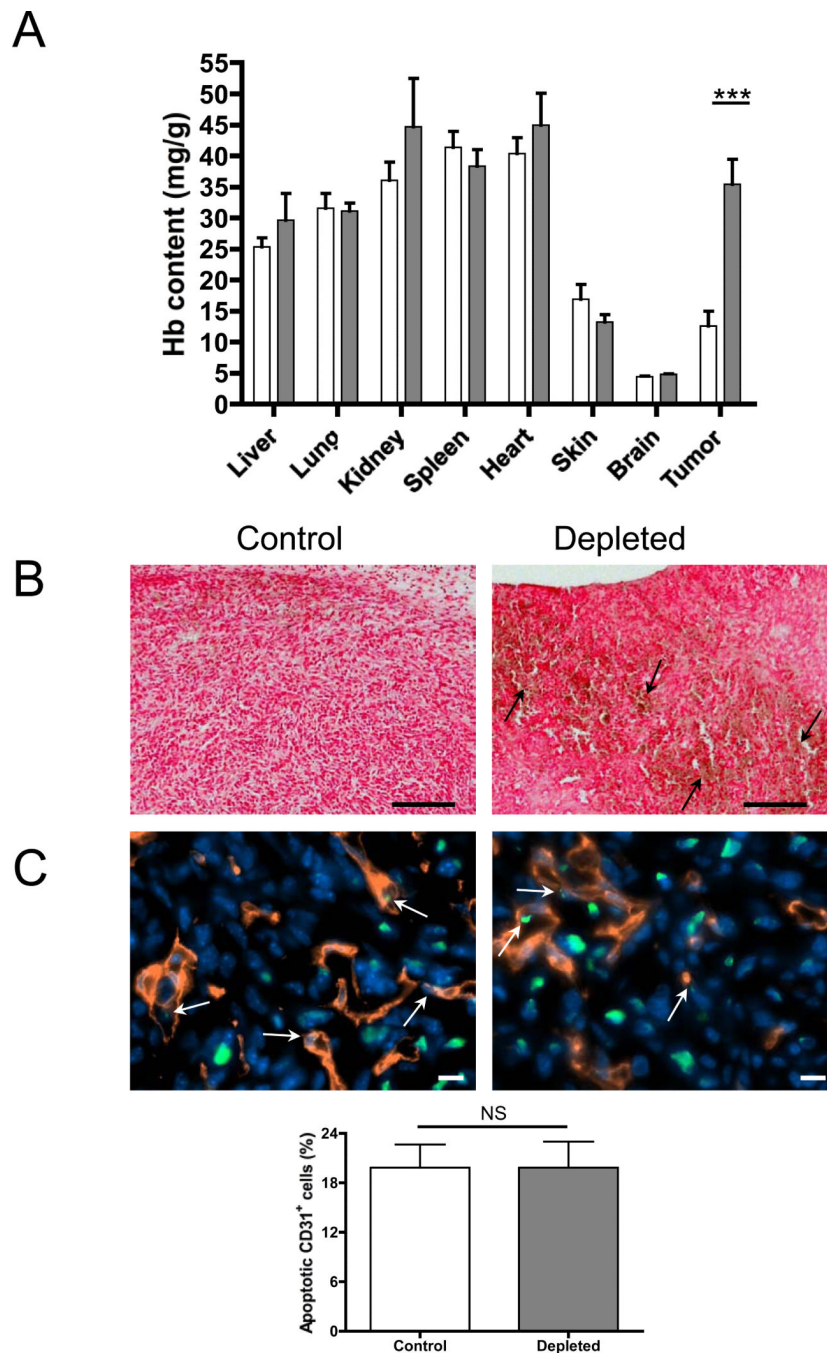 A
Hb content (mg/g)
55
50
45
40
35
30
25
20
15
10
5
0
***
Liver
Lung
Kidney
Spleen
Heart
Skin
Brain
Tumor
Control
Depleted
B
C
NS
Apoptotic CD31+ cells (%)
24
18
12
6
0
Control
Depleted